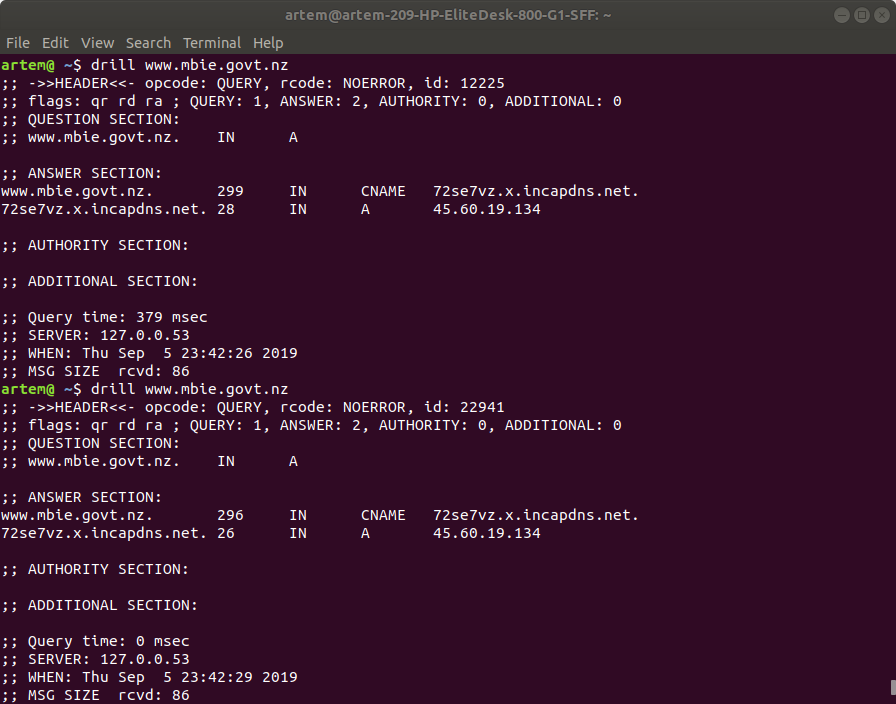 artem@artem-209-HP-EliteDesk-800-G1-SFF: ~
File Edit View Search Terminal Help
artem@ ~$ drill www.mbie.govt.nz
;; ->>HEADER<<- opcode: QUERY, rcode: NOERROR, id: 12225
;; flags: qr rd ra ; QUERY: 1, ANSWER: 2, AUTHORITY: 0, ADDITIONAL: 0
;; QUESTION SECTION:
;; www.mbie.govt.nz.    IN      A
;; ANSWER SECTION:
www.mbie.govt.nz.       299     IN      CNAME   72se7vz.x.incapdns.net.
72se7vz.x.incapdns.net. 28      IN      A       45.60.19.134
;; AUTHORITY SECTION:
;; ADDITIONAL SECTION:
;; Query time: 379 msec
;; SERVER: 127.0.0.53
;; WHEN: Thu Sep  5 23:42:26 2019
;; MSG SIZE  rcvd: 86
artem@ ~$ drill www.mbie.govt.nz
;; ->>HEADER<<- opcode: QUERY, rcode: NOERROR, id: 22941
;; flags: qr rd ra ; QUERY: 1, ANSWER: 2, AUTHORITY: 0, ADDITIONAL: 0
;; QUESTION SECTION:
;; www.mbie.govt.nz.    IN      A
;; ANSWER SECTION:
www.mbie.govt.nz.       296     IN      CNAME   72se7vz.x.incapdns.net.
72se7vz.x.incapdns.net. 26      IN      A       45.60.19.134
;; AUTHORITY SECTION:
;; ADDITIONAL SECTION:
;; Query time: 0 msec
;; SERVER: 127.0.0.53
;; WHEN: Thu Sep  5 23:42:29 2019
;; MSG SIZE  rcvd: 86